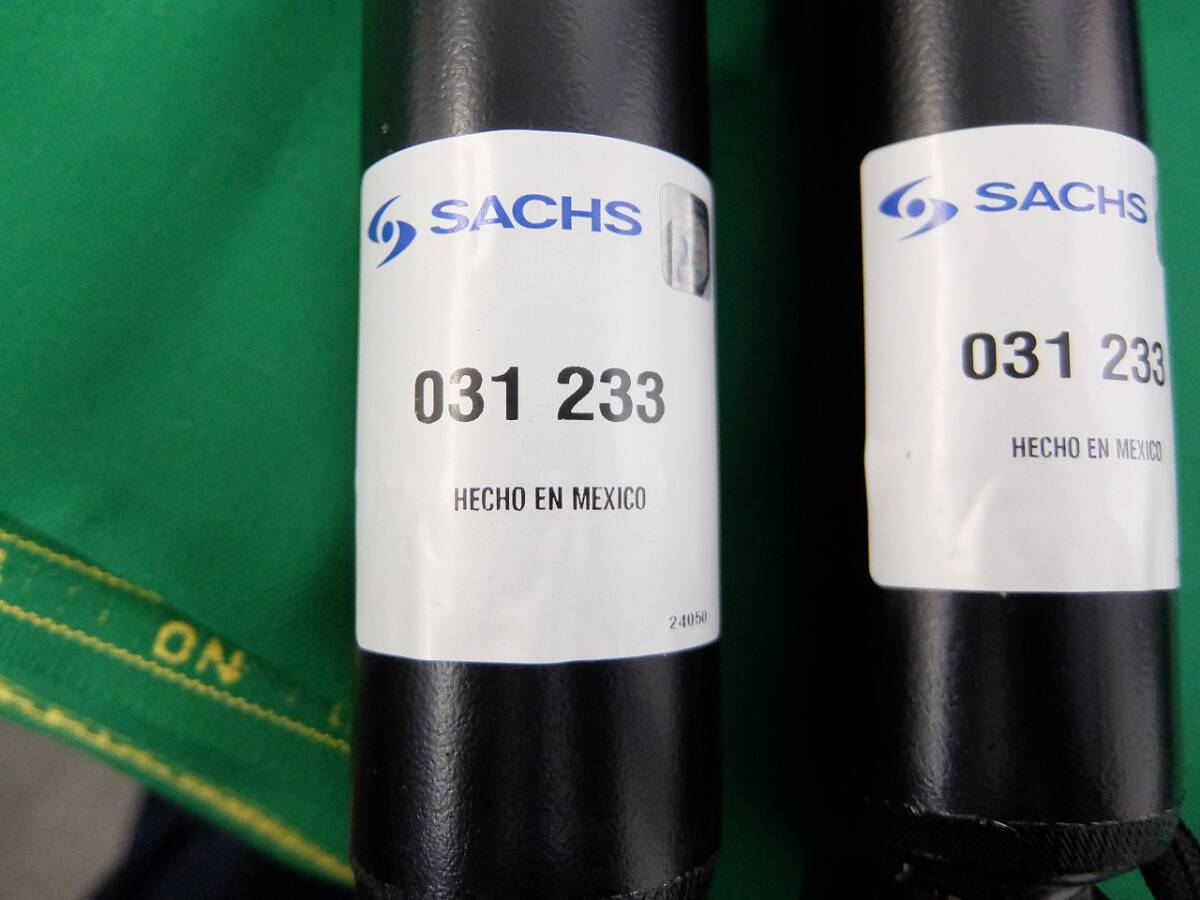 SACHS
031 233
HECHO EN MEXICO
24050
SACHS
031 233
HECHO EN MEXICO
ON